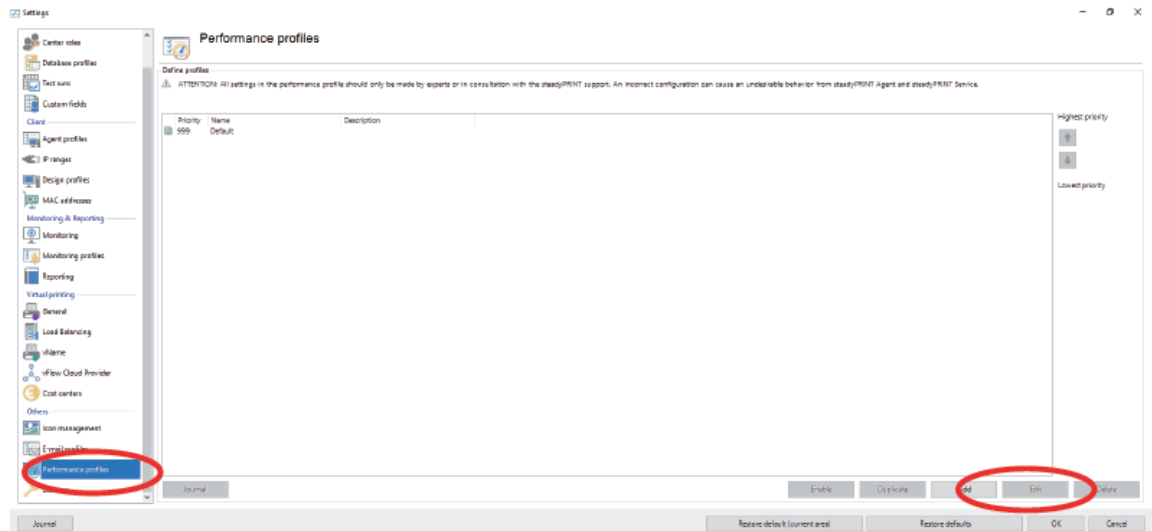 Settings
Center roles
Database profiles
Text sync
Custom fields
Client
Agent profiles
IP ranges
Design profiles
MAC addresses
Monitoring & Reporting
Monitoring
Monitoring profiles
Reporting
Virtual printing
General
Load Balancing
vName
vFlow Cloud Provider
Cost centers
Others
Icon management
E-mail profiles
Performance profiles
Performance profiles
Define profiles
ATTENTION: All settings in the performance profile should only be made by experts or in consultation with the steadyPRINT support. An incorrect configuration can cause an undesirable behavior from steadyPRINT Agent and steadyPRINT Service.
Priority Name Description
999 Default
Highest priority
Lowest priority
Journal Enable Duplicate Add Edit Delete
Journal Restore default (current area) Restore defaults OK Cancel